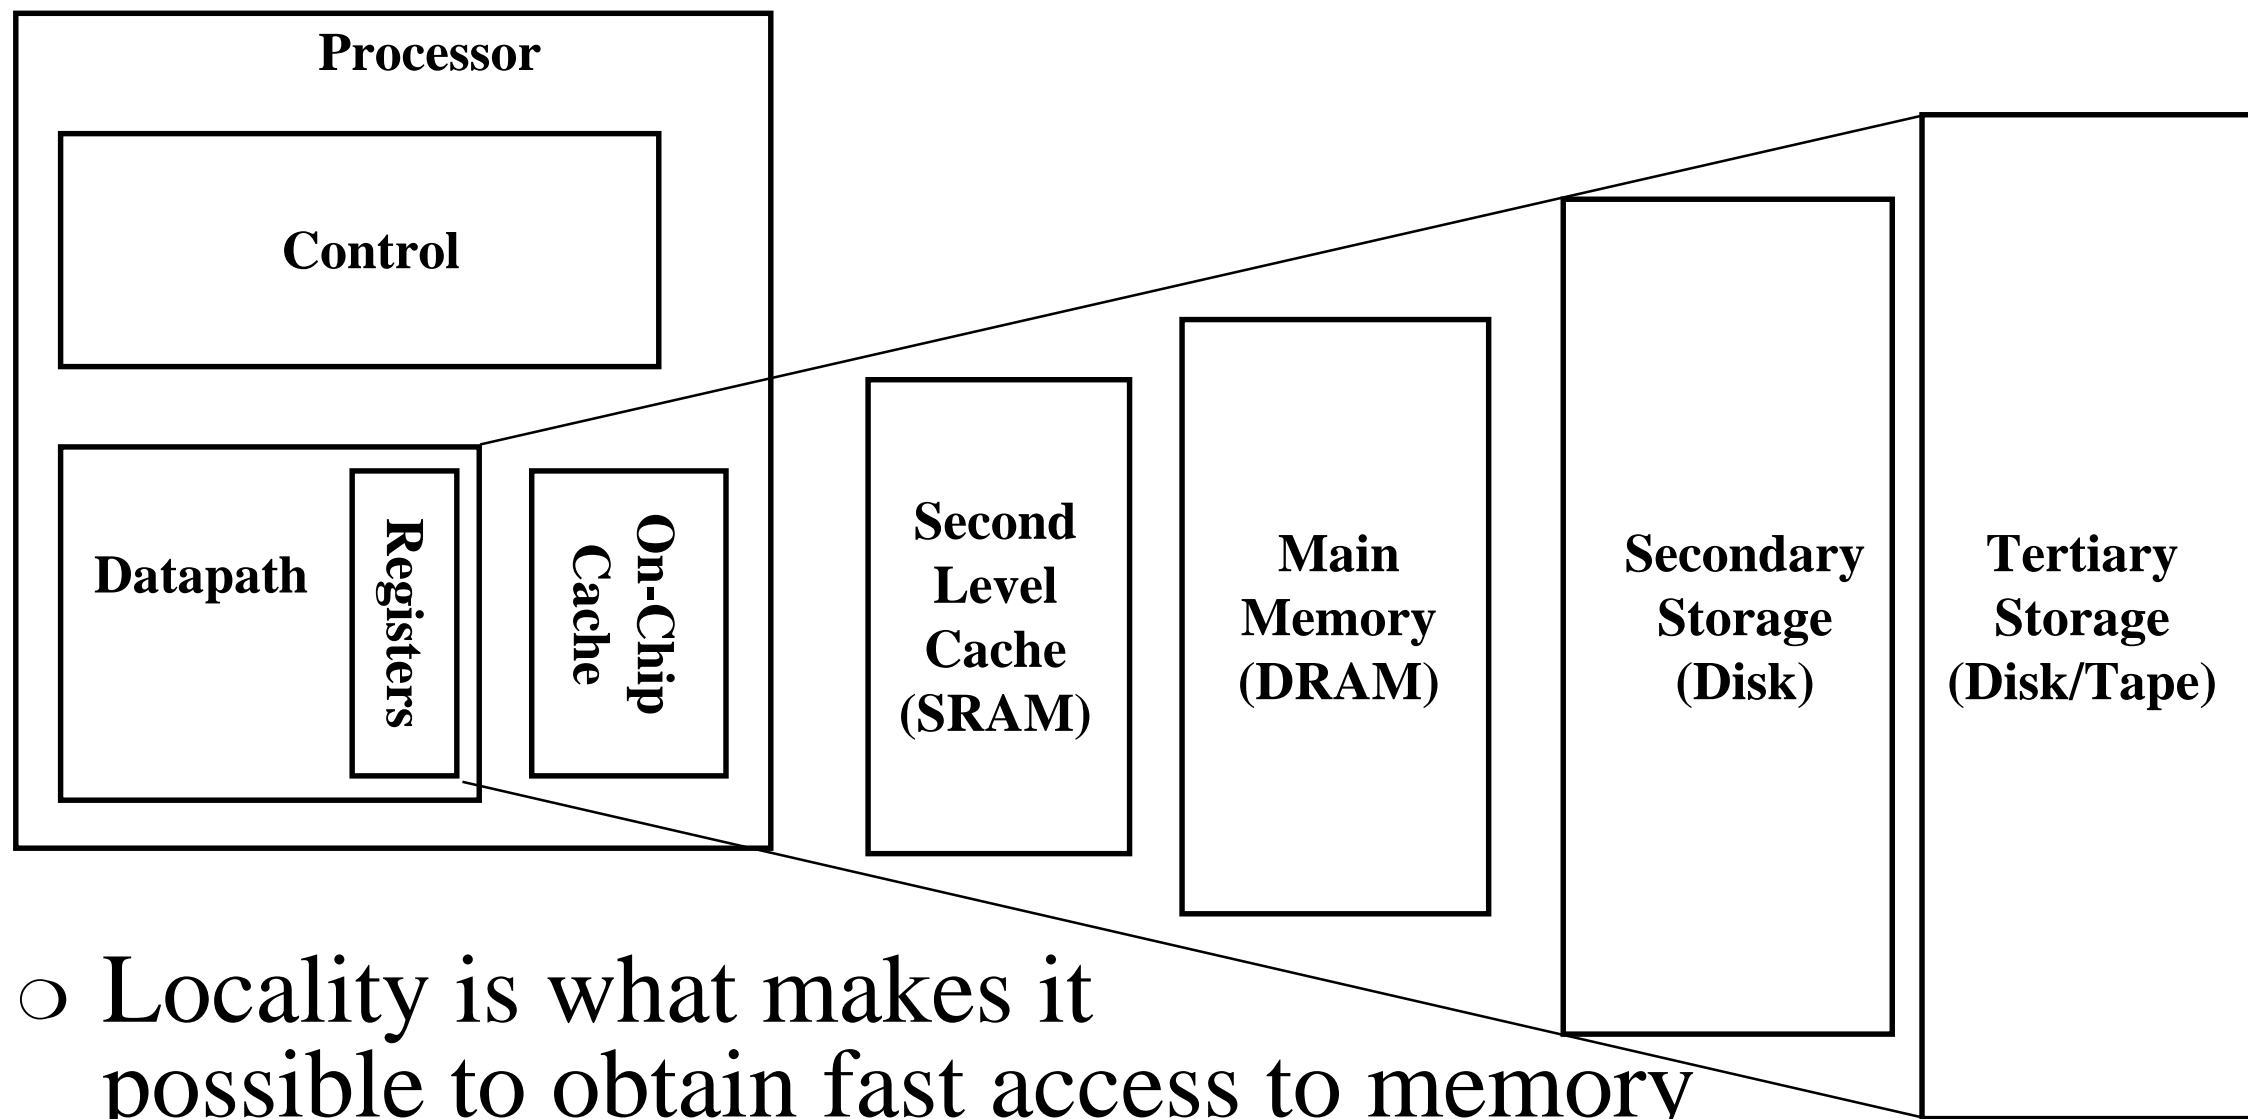 Processor
Control
Datapath
Registers
On-Chip
Cache
Second
Level
Cache
(SRAM)
Main
Memory
(DRAM)
Secondary
Storage
(Disk)
Tertiary
Storage
(Disk/Tape)
❍ Locality is what makes it
possible to obtain fast access to memory